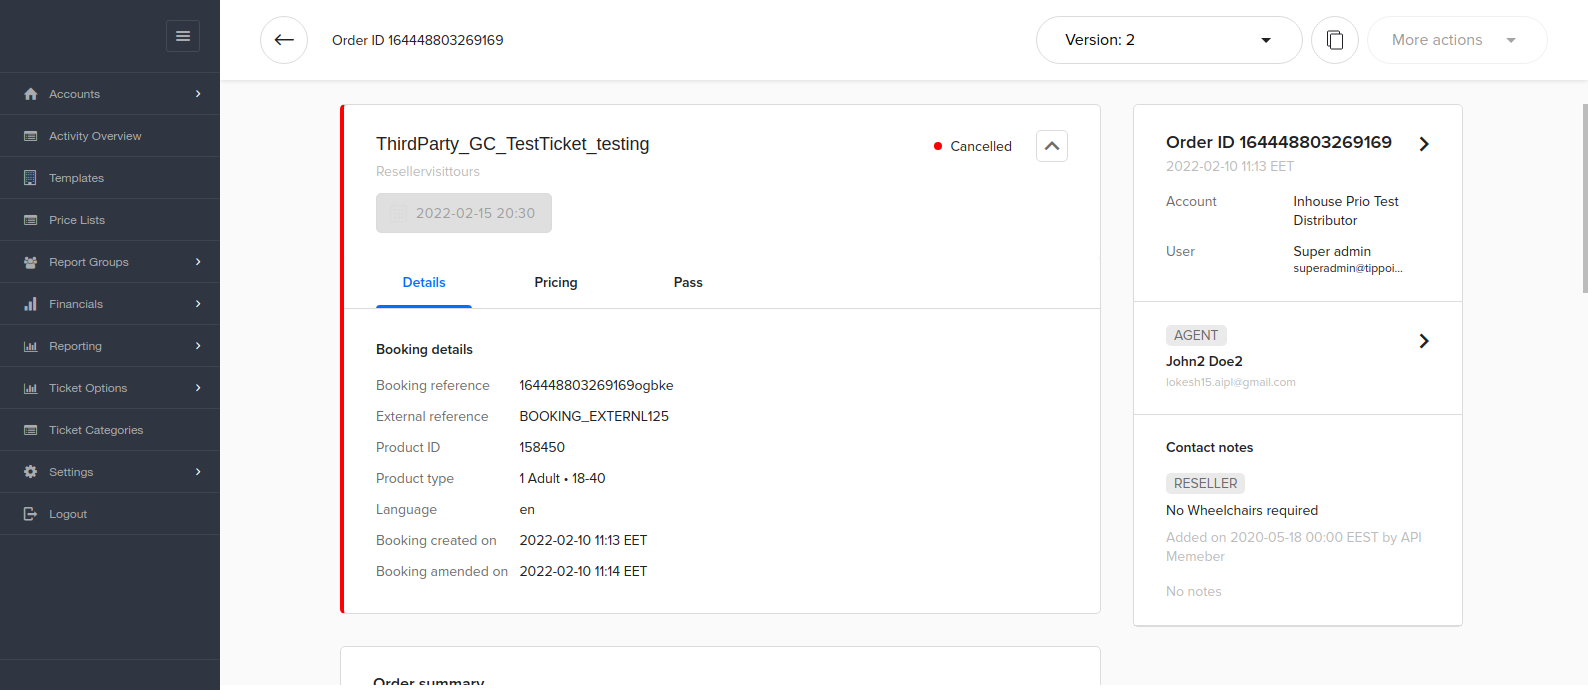 Order ID 164448803269169
Version: 2
More actions
Accounts
Activity Overview
Templates
Price Lists
Report Groups
Financials
Reporting
Ticket Options
Ticket Categories
Settings
Logout
ThirdParty_GC_TestTicket_testing
Cancelled
Resellervisittours
2022-02-15 20:30
Details
Pricing
Pass
Booking details
Booking reference 164448803269169ogbke
External reference BOOKING_EXTERNL125
Product ID 158450
Product type 1 Adult • 18-40
Language en
Booking created on 2022-02-10 11:13 EET
Booking amended on 2022-02-10 11:14 EET
Order summary
Order ID 164448803269169
2022-02-10 11:13 EET
Account Inhouse Prio Test
Distributor
User Super admin
superadmin@tippoi...
AGENT
John2 Doe2
lokesh15.aipl@gmail.com
Contact notes
RESELLER
No Wheelchairs required
Added on 2020-05-18 00:00 EEST by API
Memeber
No notes